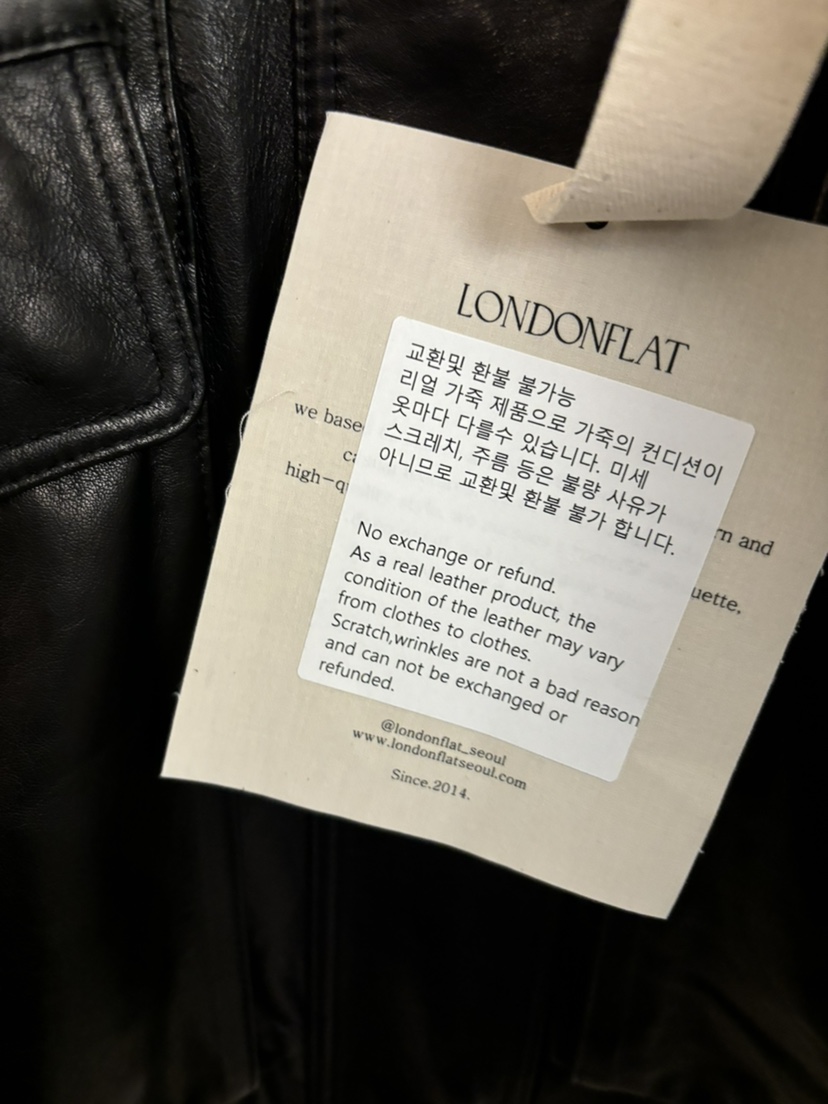 LONDONFLAT
교환및 환불 불가능
리얼 가죽 제품으로 가죽의 컨디션이
옷마다 다를수 있습니다. 미세
스크레치, 주름 등은 불량 사유가
아니므로 교환및 환불 불가 합니다.
No exchange or refund.
As a real leather product, the
condition of the leather may vary
from clothes to clothes.
Scratch,wrinkles are not a bad reason
and can not be exchanged or
refunded.
we
and
@londonflat_seoul
www.londonflatseoul.com
Since.2014.